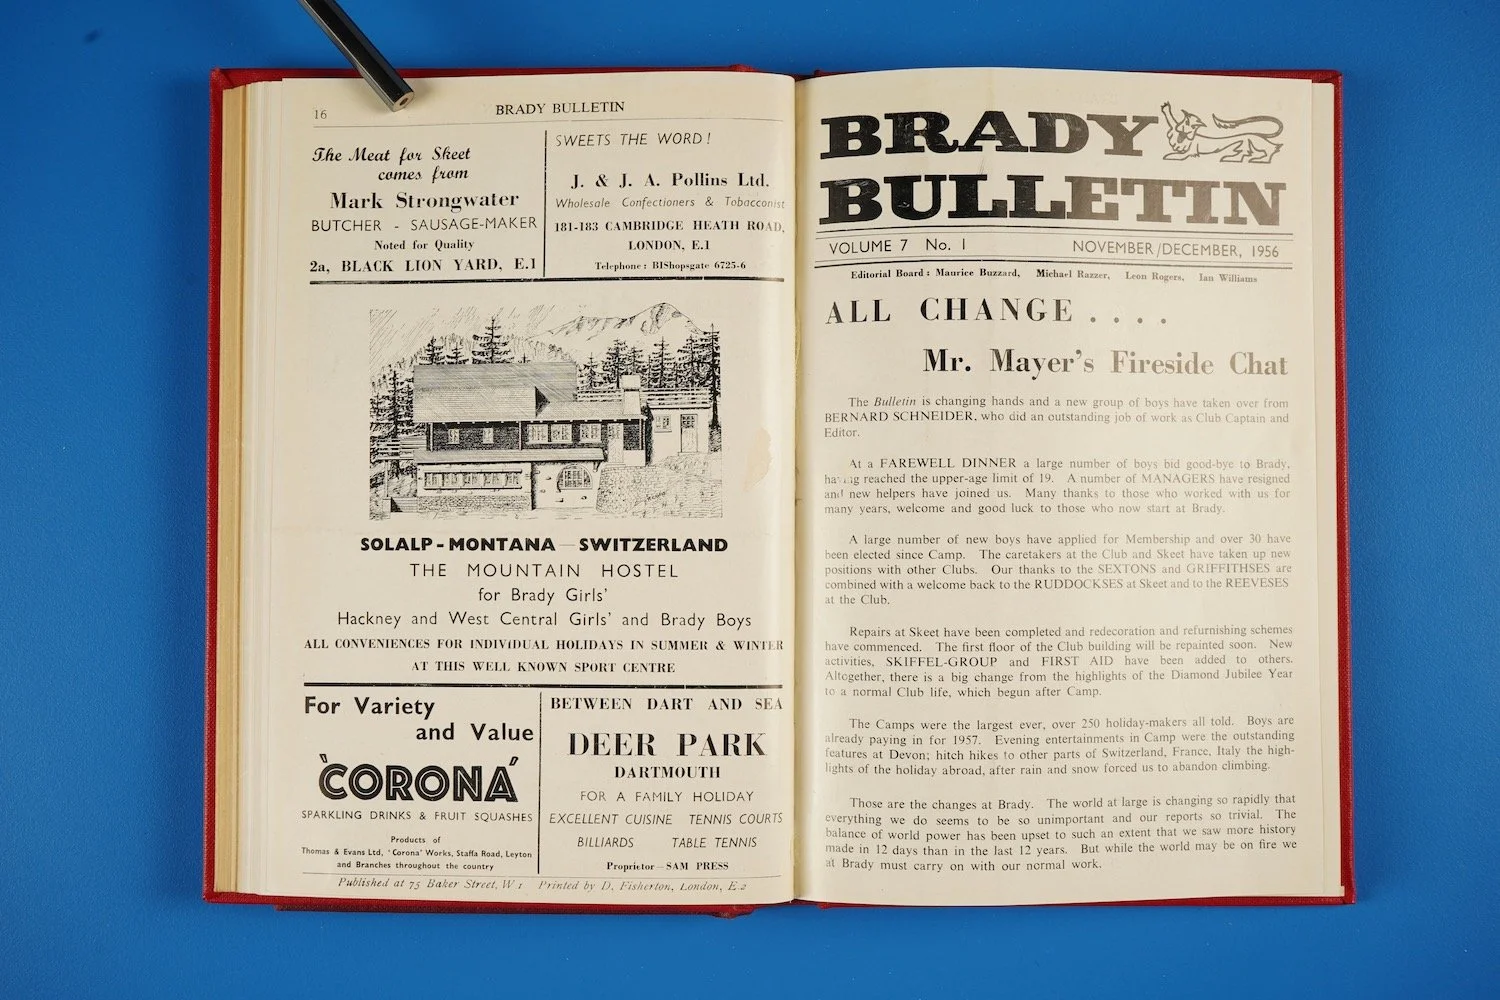 16
BRADY BULLETIN
The Meat for Skeet
comes from
Mark Strongwater
BUTCHER - SAUSAGE-MAKER
Noted for Quality
2a, BLACK LION YARD, E.1
SWEETS THE WORD!
J. & J. A. Pollins Ltd.
Wholesale Confectioners & Tobacconist
181-183 CAMBRIDGE HEATH ROAD,
LONDON, E.1
Telephone: BIShopsgate 6725-6
SOLALP - MONTANA — SWITZERLAND
THE MOUNTAIN HOSTEL
for Brady Girls'
Hackney and West Central Girls' and Brady Boys
ALL CONVENIENCES FOR INDIVIDUAL HOLIDAYS IN SUMMER & WINTER
AT THIS WELL KNOWN SPORT CENTRE
For Variety
and Value
'CORONA'
SPARKLING DRINKS & FRUIT SQUASHES
Products of
Thomas & Evans Ltd, 'Corona' Works, Staffa Road, Leyton
and Branches throughout the country
BETWEEN DART AND SEA
DEER PARK
DARTMOUTH
FOR A FAMILY HOLIDAY
EXCELLENT CUISINE TENNIS COURTS
BILLIARDS TABLE TENNIS
Proprietor—SAM PRESS
Published at 75 Baker Street, W 1 Printed by D. Fisherton, London, E.2
BRADY
BULLETIN
VOLUME 7 No. 1 NOVEMBER/DECEMBER, 1956
Editorial Board: Maurice Buzzard, Michael Razzer, Leon Rogers, Ian Williams
ALL CHANGE . . . .
Mr. Mayer's Fireside Chat
The Bulletin is changing hands and a new group of boys have taken over from
BERNARD SCHNEIDER, who did an outstanding job of work as Club Captain and
Editor.
At a FAREWELL DINNER a large number of boys bid good-bye to Brady,
having reached the upper-age limit of 19. A number of MANAGERS have resigned
and new helpers have joined us. Many thanks to those who worked with us for
many years, welcome and good luck to those who now start at Brady.
A large number of new boys have applied for Membership and over 30 have
been elected since Camp. The caretakers at the Club and Skeet have taken up new
positions with other Clubs. Our thanks to the SEXTONS and GRIFFITHSES are
combined with a welcome back to the RUDDOCKSES at Skeet and to the REEVESES
at the Club.
Repairs at Skeet have been completed and redecoration and refurnishing schemes
have commenced. The first floor of the Club building will be repainted soon. New
activities, SKIFFEL-GROUP and FIRST AID have been added to others.
Altogether, there is a big change from the highlights of the Diamond Jubilee Year
to a normal Club life, which begun after Camp.
The Camps were the largest ever, over 250 holiday-makers all told. Boys are
already paying in for 1957. Evening entertainments in Camp were the outstanding
features at Devon; hitch hikes to other parts of Switzerland, France, Italy the high-
lights of the holiday abroad, after rain and snow forced us to abandon climbing.
Those are the changes at Brady. The world at large is changing so rapidly that
everything we do seems to be so unimportant and our reports so trivial. The
balance of world power has been upset to such an extent that we saw more history
made in 12 days than in the last 12 years. But while the world may be on fire we
at Brady must carry on with our normal work.